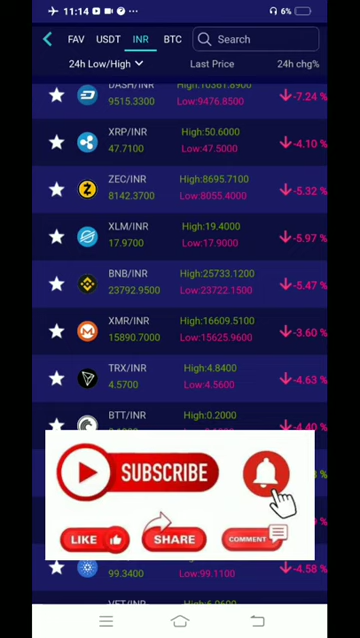 11:14
6%
FAV USDT INR BTC Search
24h Low/High Last Price 24h chg%
DASH/INR High:10361.8900
9515.3300 Low:9476.8500 -7.24 %
XRP/INR High:50.6000
47.7100 Low:47.5000 -4.10 %
ZEC/INR High:8695.7100
8142.3700 Low:8055.4000 -5.32 %
XLM/INR High:19.4000
17.9700 Low:17.9000 -5.97 %
BNB/INR High:25733.1200
23792.9500 Low:23722.1500 -5.47 %
XMR/INR High:16609.5100
15890.7000 Low:15625.9600 -3.60 %
TRX/INR High:4.8400
4.5700 Low:4.5600 -4.63 %
BTT/INR High:0.2000
-4.40 %
SUBSCRIBE
LIKE SHARE COMMENT
99.3400 Low:99.1100 -4.58 %